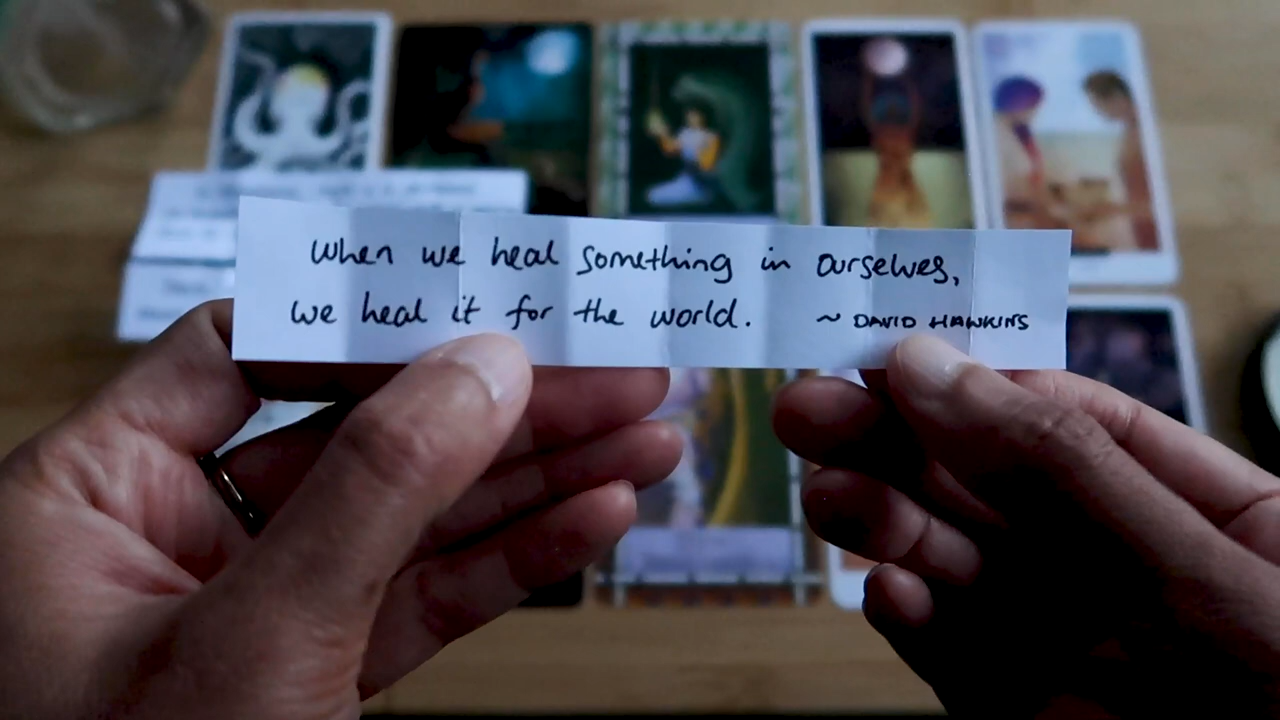 When we heal something in ourselves,
we heal it for the world. ~ DAVID HAWKINS